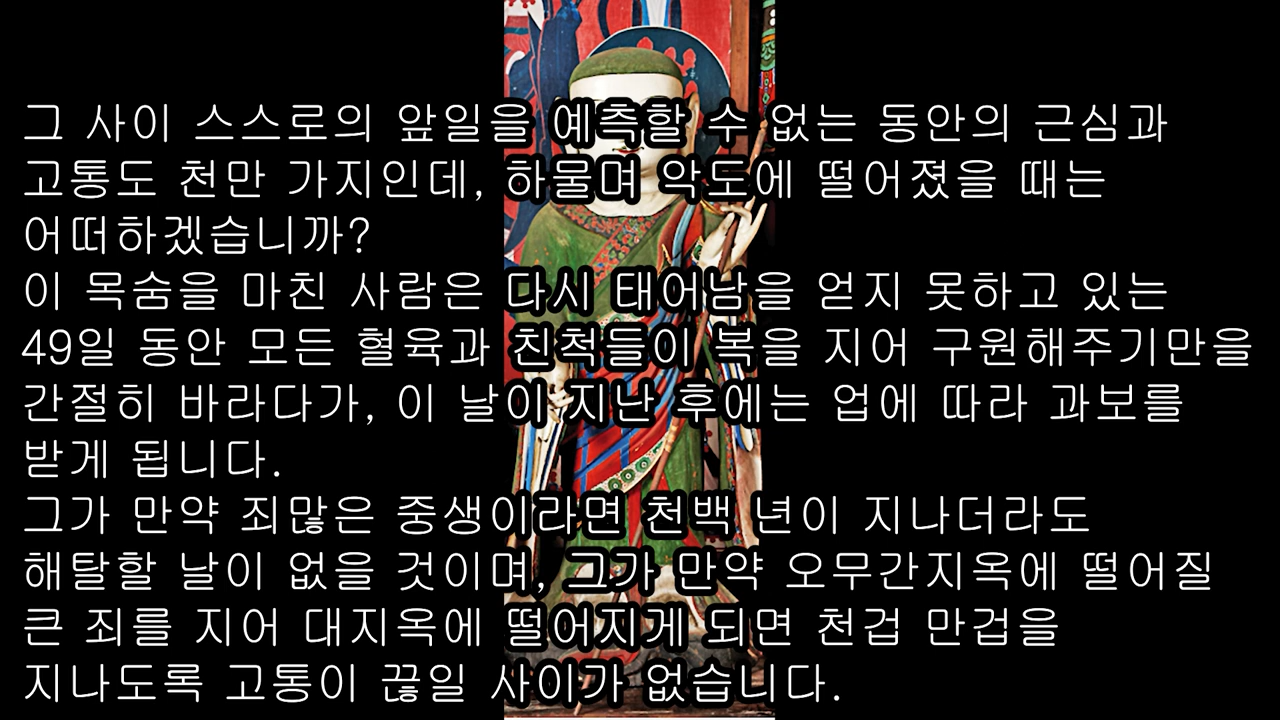 그 사이 스스로의 앞일을 예측할 수 없는 동안의 근심과
고통도 천만 가지인데, 하물며 악도에 떨어졌을 때는
어떠하겠습니까?
이 목숨을 마친 사람은 다시 태어남을 얻지 못하고 있는
49일 동안 모든 혈육과 친척들이 복을 지어 구원해주기만을
간절히 바라다가, 이 날이 지난 후에는 업에 따라 과보를
받게 됩니다.
그가 만약 죄많은 중생이라면 천백 년이 지나더라도
해탈할 날이 없을 것이며, 그가 만약 오무간지옥에 떨어질
큰 죄를 지어 대지옥에 떨어지게 되면 천겁 만겁을
지나도록 고통이 끊일 사이가 없습니다.